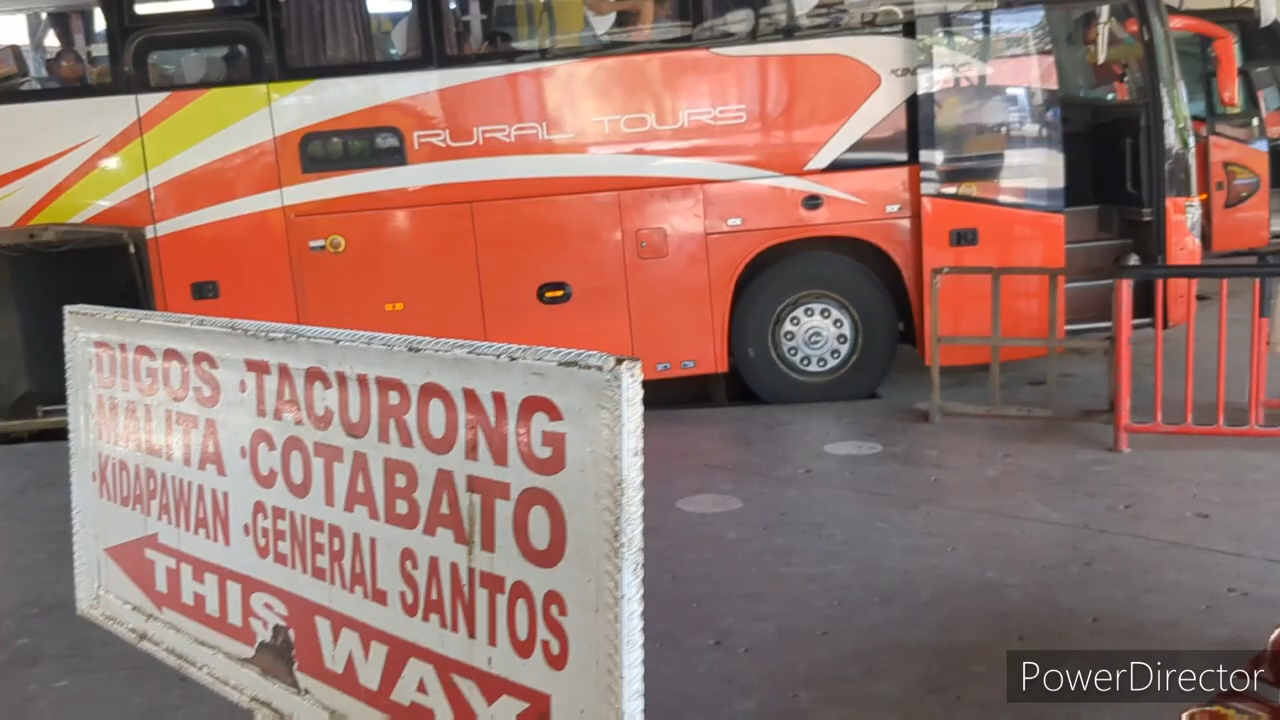 RURAL TOURS
DIGOS ·TACURONG
MALITA ·COTABATO
·KIDAPAWAN ·GENERAL SANTOS
THIS WAY
PowerDirector